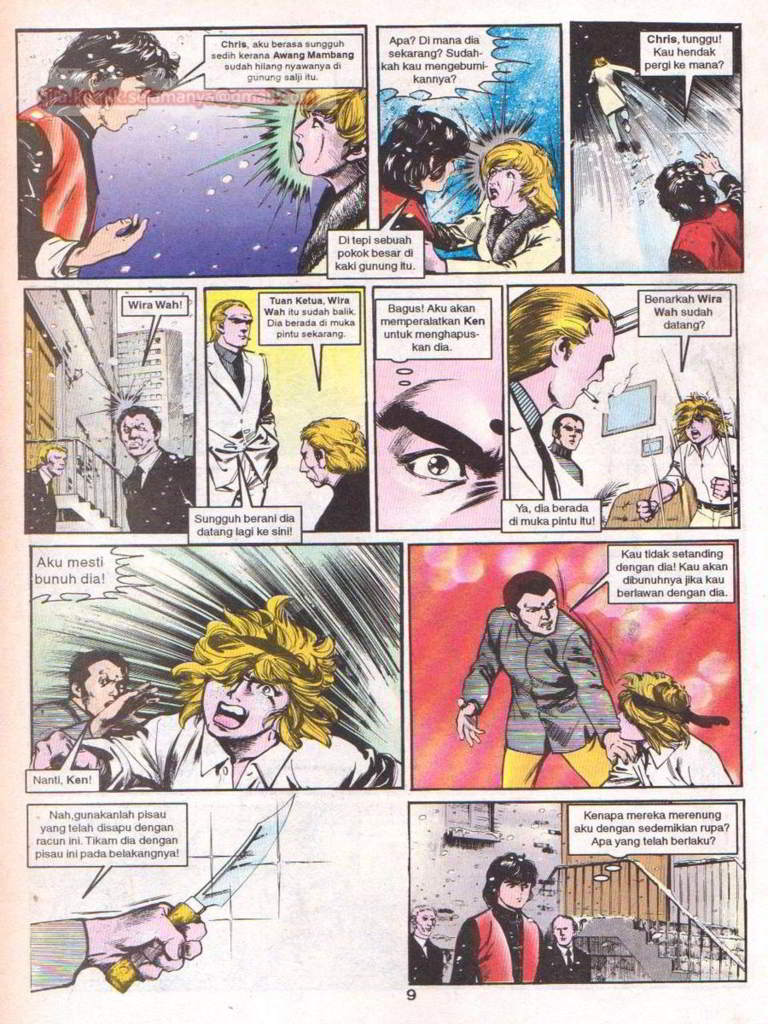 Chris, aku berasa sungguh
sedih kerana Awang Mambang
sudah hilang nyawanya di
gunung salji itu.
Apa? Di mana dia
sekarang? Sudah-
kah kau mengebumi-
kannya?
Di tepi sebuah
pokok besar di
kaki gunung itu.
Chris, tunggu!
Kau hendak
pergi ke mana?
Wira Wah!
Tuan Ketua, Wira
Wah itu sudah balik.
Dia berada di muka
pintu sekarang.
Sungguh berani dia
datang lagi ke sini!
Bagus! Aku akan
memperalatkan Ken
untuk menghapus-
kan dia.
Benarkah Wira
Wah sudah
datang?
Ya, dia berada
di muka pintu itu!
Aku mesti
bunuh dia!
Nanti, Ken!
Kau tidak setanding
dengan dia! Kau akan
dibunuhnya jika kau
berlawan dengan dia.
Nah,gunakanlah pisau
yang telah disapu dengan
racun ini. Tikam dia dengan
pisau ini pada belakangnya!
Kenapa mereka merenung
aku dengan sedemikian rupa?
Apa yang telah berlaku?
9